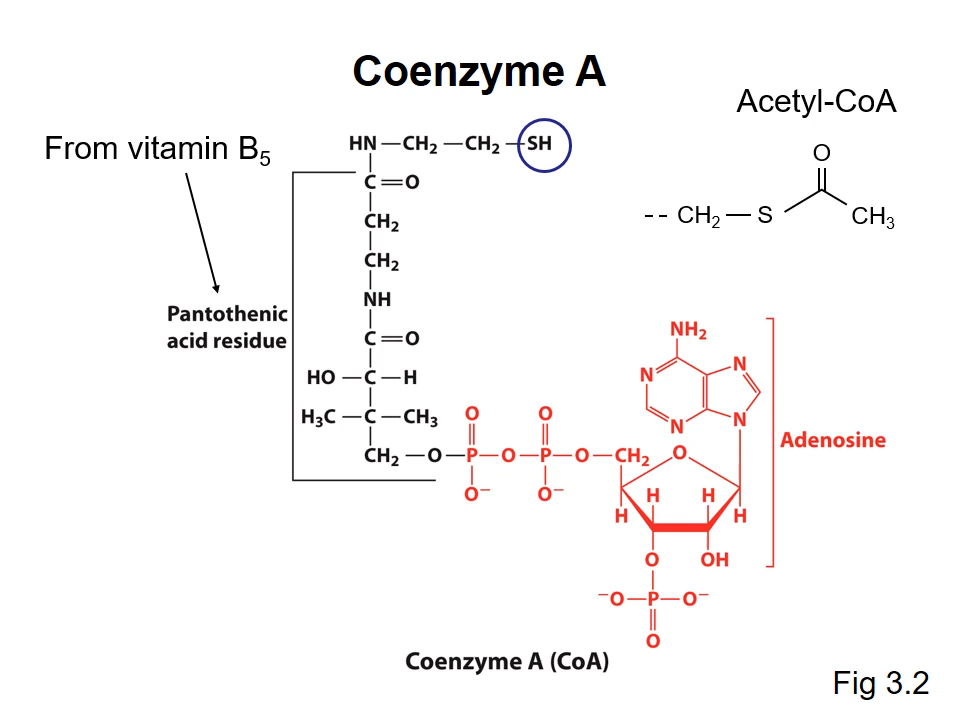 Coenzyme A
Acetyl-CoA
From vitamin B₅
HN—CH₂—CH₂—SH
C=O
CH₂
CH₂
NH
C=O
HO—C—H
H₃C—C—CH₃
CH₂—O—P—O—P—O—CH₂
O
O
O⁻
O⁻
Pantothenic
acid residue
O
-- CH₂—S
CH₃
NH₂
N
N
N
N
Adenosine
O
H
H
H
H
O
OH
⁻O—P—O⁻
O
Coenzyme A (CoA)
Fig 3.2